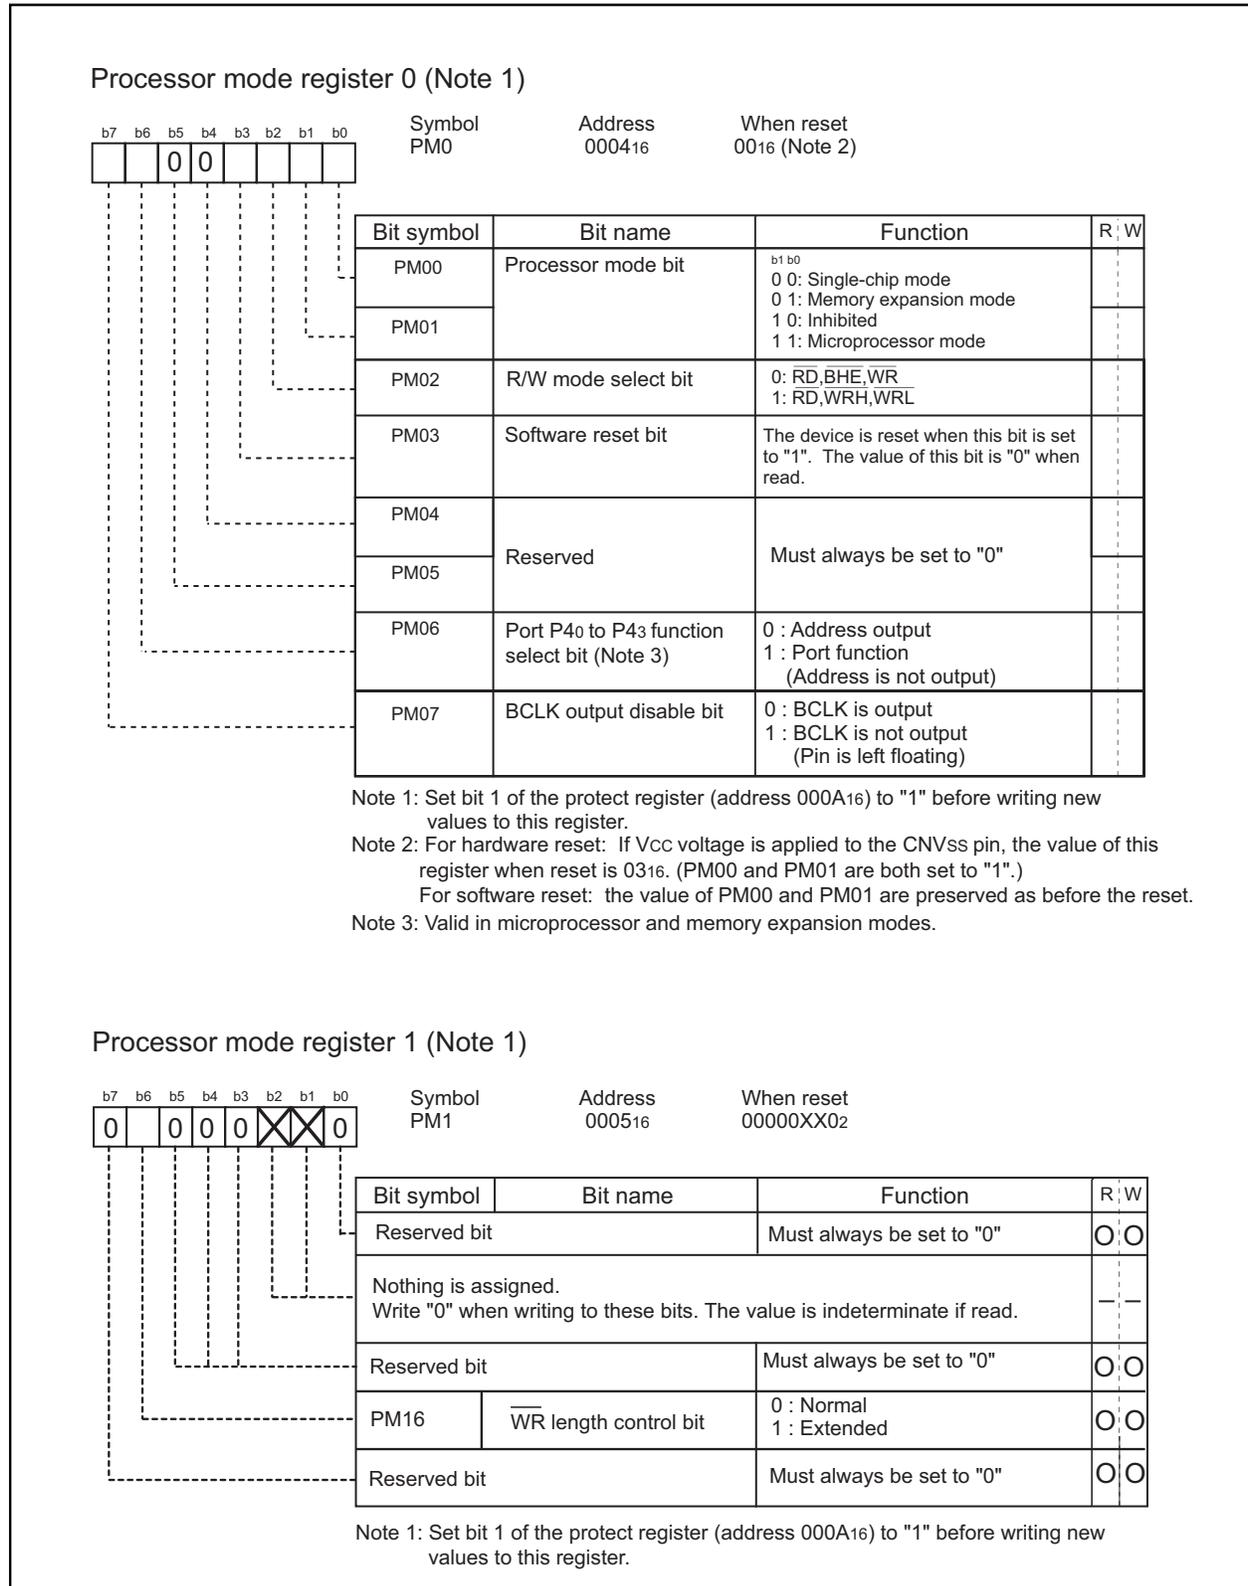 Processor mode register 0 (Note 1)
b7 b6 b5 b4 b3 b2 b1 b0
Symbol Address When reset
PM0 000416 0016 (Note 2)
0 0
Bit symbol Bit name Function R W
PM00 Processor mode bit
b1 b0
0 0: Single-chip mode
0 1: Memory expansion mode
PM01
1 0: Inhibited
1 1: Microprocessor mode
PM02 R/W mode select bit 0: RD,BHE,WR
1: RD,WRH,WRL
PM03 Software reset bit The device is reset when this bit is set
to "1". The value of this bit is "0" when
read.
PM04
Reserved Must always be set to "0"
PM05
PM06 Port P40 to P43 function 0 : Address output
select bit (Note 3) 1 : Port function
(Address is not output)
PM07 BCLK output disable bit 0 : BCLK is output
1 : BCLK is not output
(Pin is left floating)
Note 1: Set bit 1 of the protect register (address 000A16) to "1" before writing new
values to this register.
Note 2: For hardware reset: If VCC voltage is applied to the CNVSS pin, the value of this
register when reset is 0316. (PM00 and PM01 are both set to "1".)
For software reset: the value of PM00 and PM01 are preserved as before the reset.
Note 3: Valid in microprocessor and memory expansion modes.
Processor mode register 1 (Note 1)
b7 b6 b5 b4 b3 b2 b1 b0
Symbol Address When reset
PM1 000516 00000XX02
0 0 0 0 X X 0
Bit symbol Bit name Function R W
Reserved bit Must always be set to "0" O O
Nothing is assigned.
Write "0" when writing to these bits. The value is indeterminate if read. – –
Reserved bit Must always be set to "0" O O
PM16 WR length control bit 0 : Normal O O
1 : Extended
Reserved bit Must always be set to "0" O O
Note 1: Set bit 1 of the protect register (address 000A16) to "1" before writing new
values to this register.